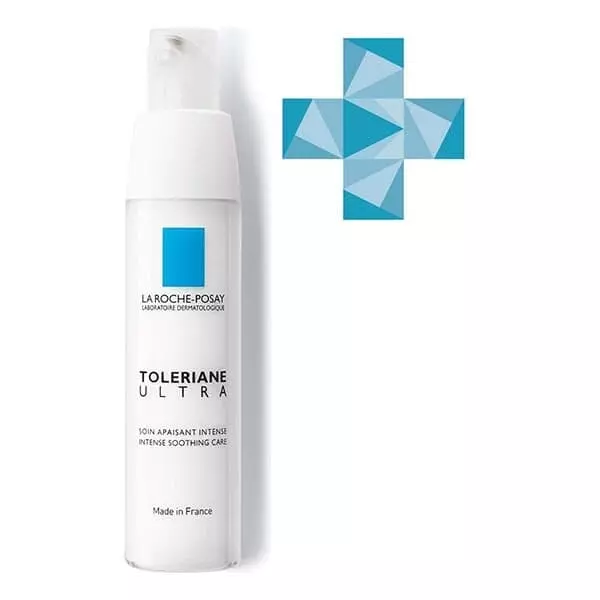 LA ROCHE-POSAY
LABORATOIRE DERMATOLOGIQUE
TOLERIANE
ULTRA
SOIN APAISANT INTENSE
INTENSE SOOTHING CARE
Made in France